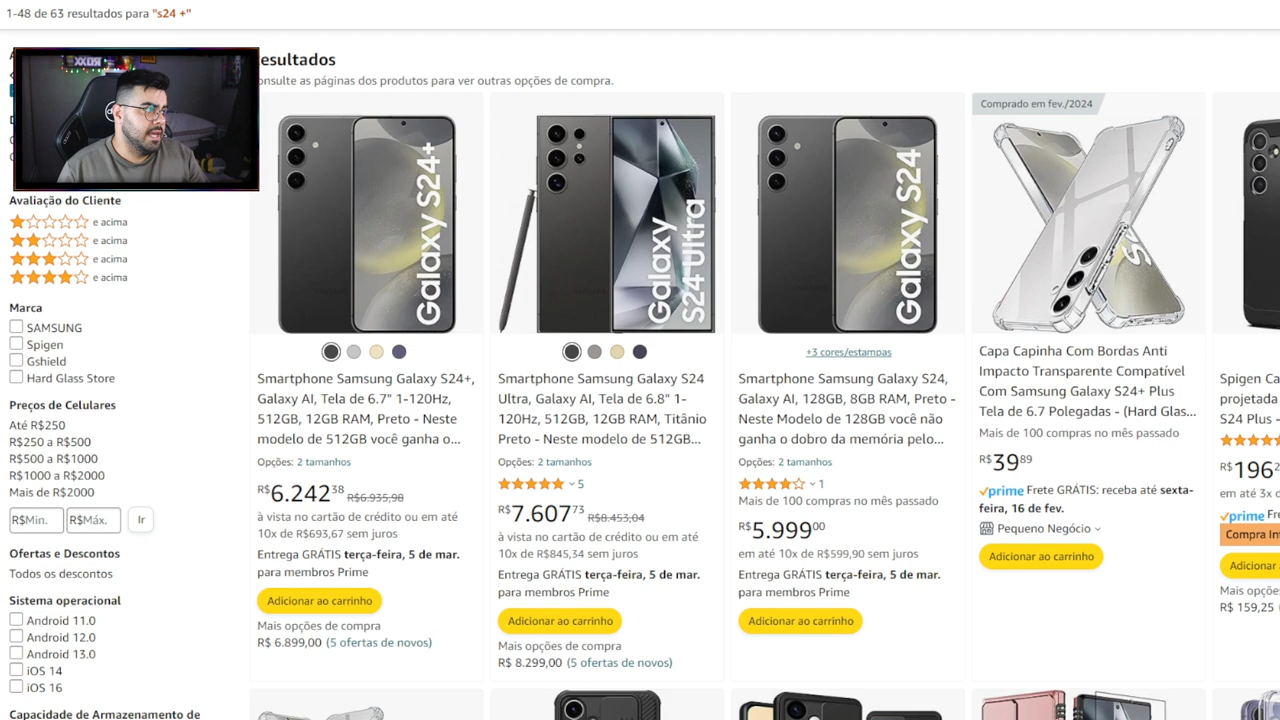 1-48 de 63 resultados para "s24 +"
esultados
onsulte as páginas dos produtos para ver outras opções de compra.
Avaliação do Cliente
e acima
e acima
e acima
e acima
Marca
SAMSUNG
Spigen
Gshield
Hard Glass Store
Preços de Celulares
Até R$250
R$250 a R$500
R$500 a R$1000
R$1000 a R$2000
Mais de R$2000
R$Min.
R$Máx.
Ir
Ofertas e Descontos
Todos os descontos
Sistema operacional
Android 11.0
Android 12.0
Android 13.0
iOS 14
iOS 16
Capacidade de Armazenamento de
Galaxy S24+
Smartphone Samsung Galaxy S24+,
Galaxy AI, Tela de 6.7" 1-120Hz,
512GB, 12GB RAM, Preto - Neste
modelo de 512GB você ganha o...
Opções: 2 tamanhos
R$6.242,38 R$6.935,98
à vista no cartão de crédito ou em até
10x de R$693,67 sem juros
Entrega GRÁTIS terça-feira, 5 de mar.
para membros Prime
Adicionar ao carrinho
Mais opções de compra
R$ 6.899,00 (5 ofertas de novos)
Galaxy
S24 Ultra
Smartphone Samsung Galaxy S24
Ultra, Galaxy AI, Tela de 6.8" 1-
120Hz, 512GB, 12GB RAM, Titânio
Preto - Neste modelo de 512GB...
Opções: 2 tamanhos
5
R$7.607,73 R$8.453,04
à vista no cartão de crédito ou em até
10x de R$845,34 sem juros
Entrega GRÁTIS terça-feira, 5 de mar.
para membros Prime
Adicionar ao carrinho
Mais opções de compra
R$ 8.299,00 (5 ofertas de novos)
Galaxy S24
+3 cores/estampas
Smartphone Samsung Galaxy S24,
Galaxy AI, 128GB, 8GB RAM, Preto -
Neste Modelo de 128GB você não
ganha o dobro da memória pelo...
Opções: 2 tamanhos
1
Mais de 100 compras no mês passado
R$5.999,00
em até 10x de R$599,90 sem juros
Entrega GRÁTIS terça-feira, 5 de mar.
para membros Prime
Adicionar ao carrinho
Comprado em fev./2024
Capa Capinha Com Bordas Anti
Impacto Transparente Compatível
Com Samsung Galaxy S24+ Plus
Tela de 6.7 Polegadas - (Hard Glas...
Mais de 100 compras no mês passado
R$39,89
prime Frete GRÁTIS: receba até sexta-
feira, 16 de fev.
Pequeno Negócio
Adicionar ao carrinho
Spigen Ca
projetada
S24 Plus -
R$196
em até 3x d
prime Fre
Compra Int
Adicionar
Mais opçõe
R$ 159,25